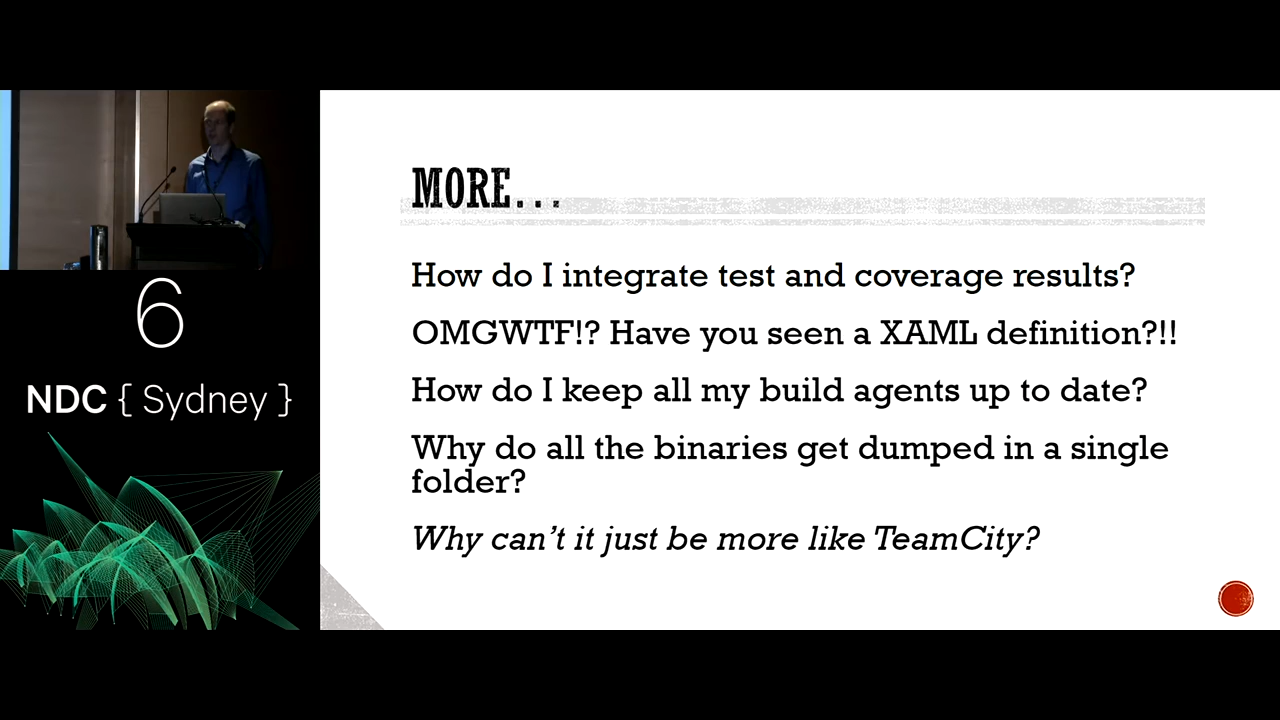 6
NDC { Sydney }
MORE...
How do I integrate test and coverage results?
OMGWTF!? Have you seen a XAML definition?!!
How do I keep all my build agents up to date?
Why do all the binaries get dumped in a single
folder?
Why can’t it just be more like TeamCity?